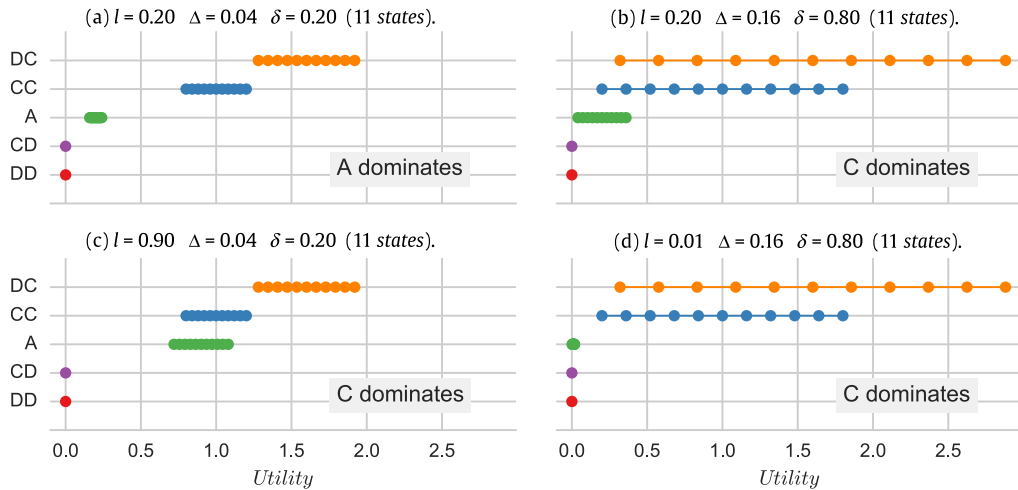 (a) l = 0.20 Δ = 0.04 δ = 0.20 (11 states).
DC
CC
A
CD
DD
A dominates
(b) l = 0.20 Δ = 0.16 δ = 0.80 (11 states).
C dominates
(c) l = 0.90 Δ = 0.04 δ = 0.20 (11 states).
DC
CC
A
CD
DD
C dominates
0.0 0.5 1.0 1.5 2.0 2.5
Utility
(d) l = 0.01 Δ = 0.16 δ = 0.80 (11 states).
C dominates
0.0 0.5 1.0 1.5 2.0 2.5
Utility